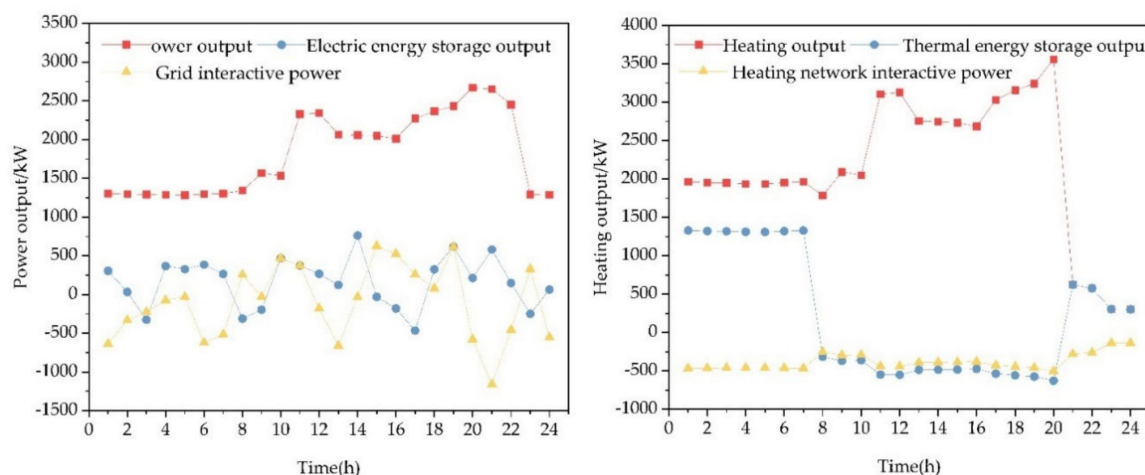 3500
ower output
Electric energy storage output
Grid interactive power
3000
2500
2000
1500
1000
500
0
-500
-1000
-1500
Power output/kW
0 2 4 6 8 10 12 14 16 18 20 22 24
Time(h)
4000
Heating output
Thermal energy storage output
Heating network interactive power
3500
3000
2500
2000
1500
1000
500
0
-500
-1000
Heating output/kW
0 2 4 6 8 10 12 14 16 18 20 22 24
Time(h)